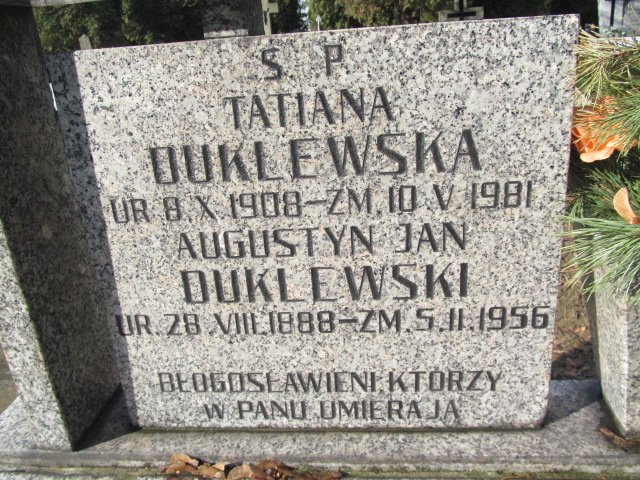 S P
TATIANA
DUKLEWSKA
UR 8.X.1908-ZM.10.V.1981
AUGUSTYN JAN
DUKLEWSKI
UR.28.VIII.1888-ZM.5.II.1956
BŁOGOSŁAWIENI KTORZY
W PANU UMIERAJĄ